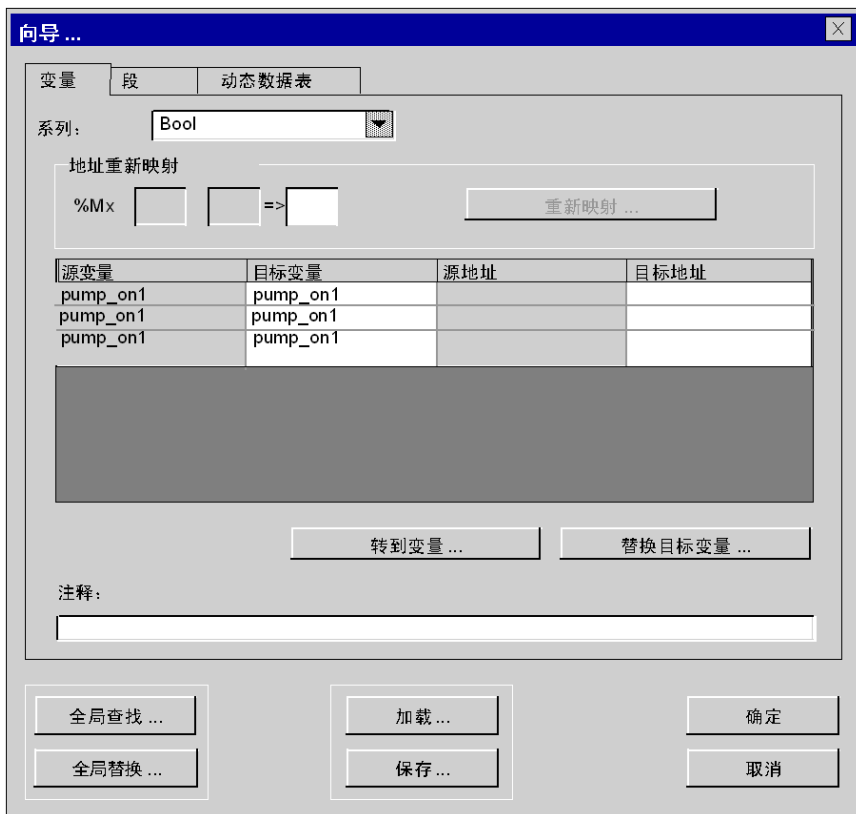 向导 ...
变量 段 动态数据表
系列： Bool
地址重新映射
%Mx => 重新映射 ...
源变量 目标变量 源地址 目标地址
pump_on1 pump_on1
pump_on1 pump_on1
pump_on1 pump_on1
转到变量 ... 替换目标变量 ...
注释：
全局查找 ... 加载 ... 确定
全局替换 ... 保存 ... 取消